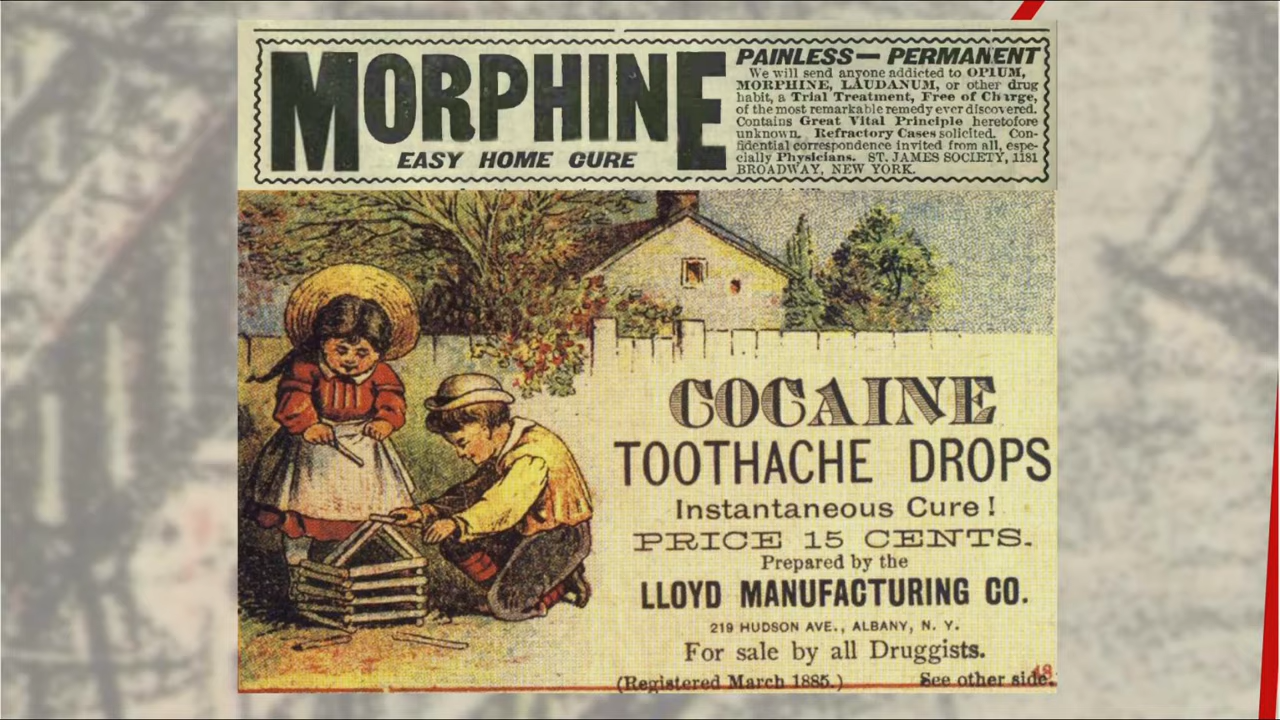 MORPHINE
EASY HOME CURE
PAINLESS— PERMANENT
We will send anyone addicted to OPIUM,
MORPHINE, LAUDANUM, or other drug
habit, a Trial Treatment, Free of Charge,
of the most remarkable remedy ever discovered.
Contains Great Vital Principle heretofore
unknown. Refractory Cases solicited. Con-
fidential correspondence invited from all, espe-
cially Physicians. ST. JAMES SOCIETY, 1181
BROADWAY, NEW YORK.
COCAINE
TOOTHACHE DROPS
Instantaneous Cure!
PRICE 15 CENTS.
Prepared by the
LLOYD MANUFACTURING CO.
219 HUDSON AVE., ALBANY, N. Y.
For sale by all Druggists.
(Registered March 1885.) See other side.